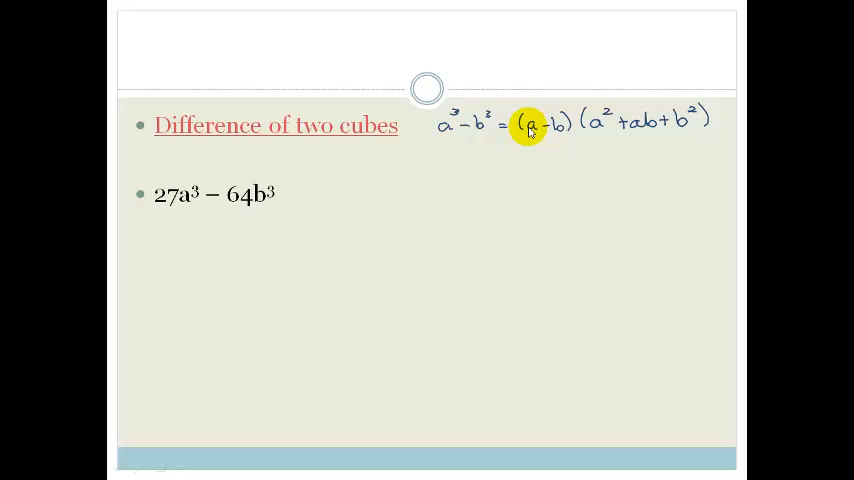 Difference of two cubes a³ - b³ = (a - b) (a² + ab + b²)
27a³ – 64b³